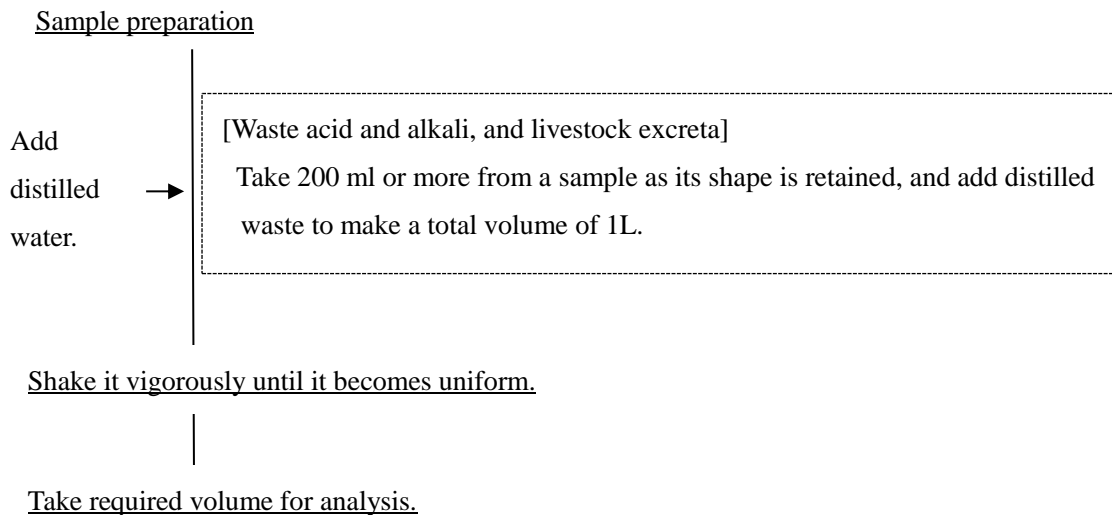 Sample preparation
Add
distilled
water.
[Waste acid and alkali, and livestock excreta]
Take 200 ml or more from a sample as its shape is retained, and add distilled
waste to make a total volume of 1L.
Shake it vigorously until it becomes uniform.
Take required volume for analysis.